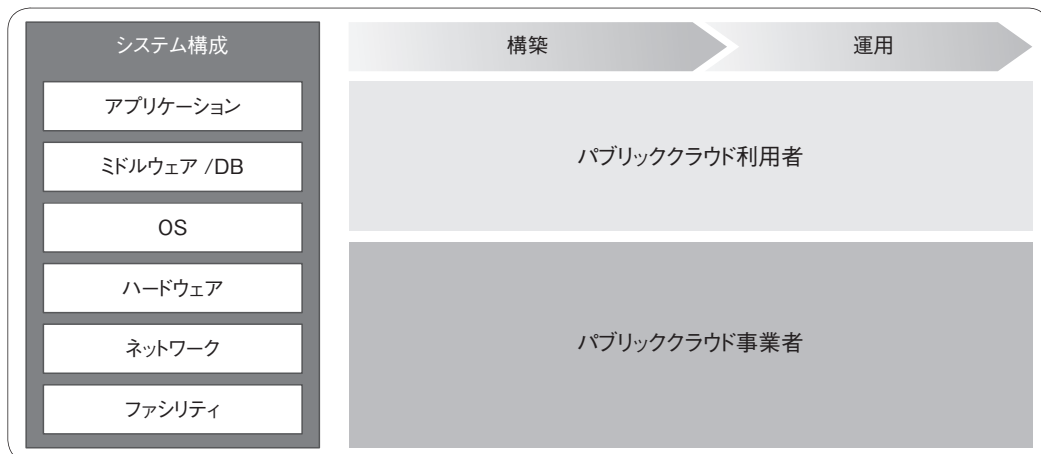 システム構成
アプリケーション
ミドルウェア /DB
OS
ハードウェア
ネットワーク
ファシリティ
構築
運用
パブリッククラウド利用者
パブリッククラウド事業者